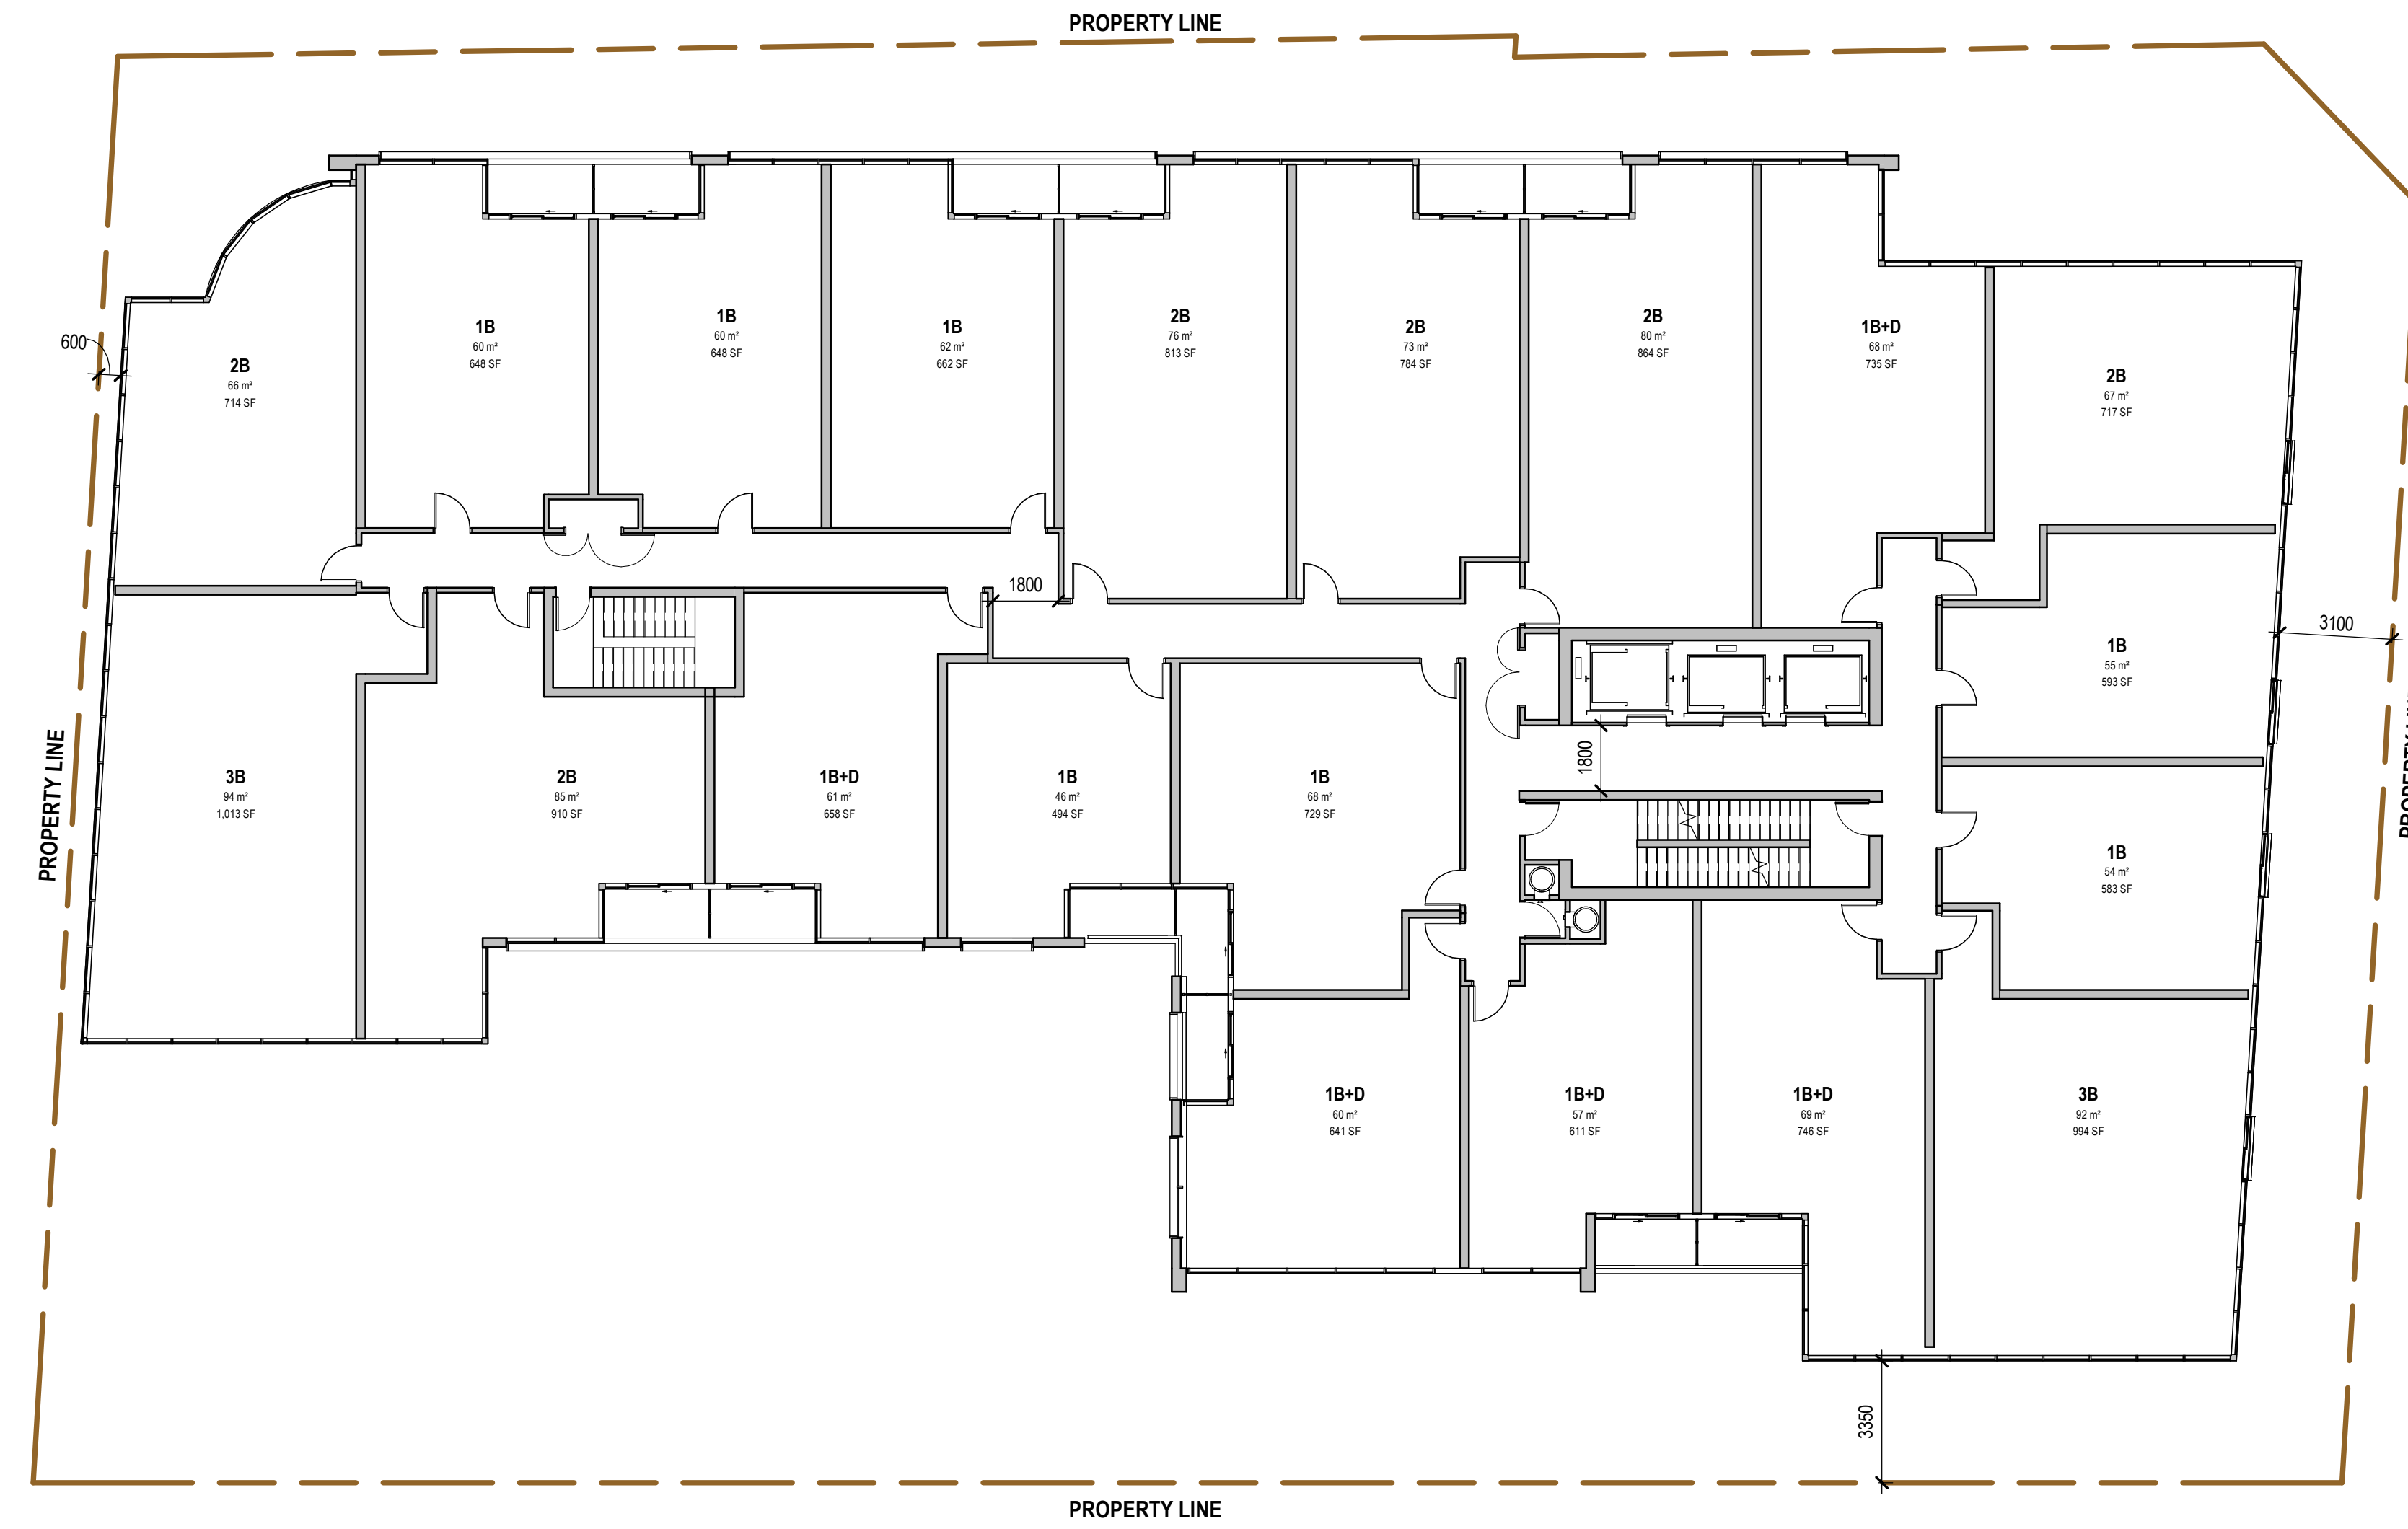 PROPERTY LINE
600
2B
66 m²
714 SF
1B
60 m²
648 SF
1B
60 m²
648 SF
1B
62 m²
662 SF
2B
76 m²
813 SF
2B
73 m²
784 SF
2B
80 m²
864 SF
1B+D
68 m²
735 SF
2B
67 m²
717 SF
1800
3100
1B
55 m²
593 SF
PROPERTY LINE
3B
94 m²
1,013 SF
2B
85 m²
910 SF
1B+D
61 m²
658 SF
1B
46 m²
494 SF
1B
68 m²
729 SF
1800
1B
54 m²
583 SF
1B+D
60 m²
641 SF
1B+D
57 m²
611 SF
1B+D
69 m²
746 SF
3B
92 m²
994 SF
3350
PROPERTY LINE